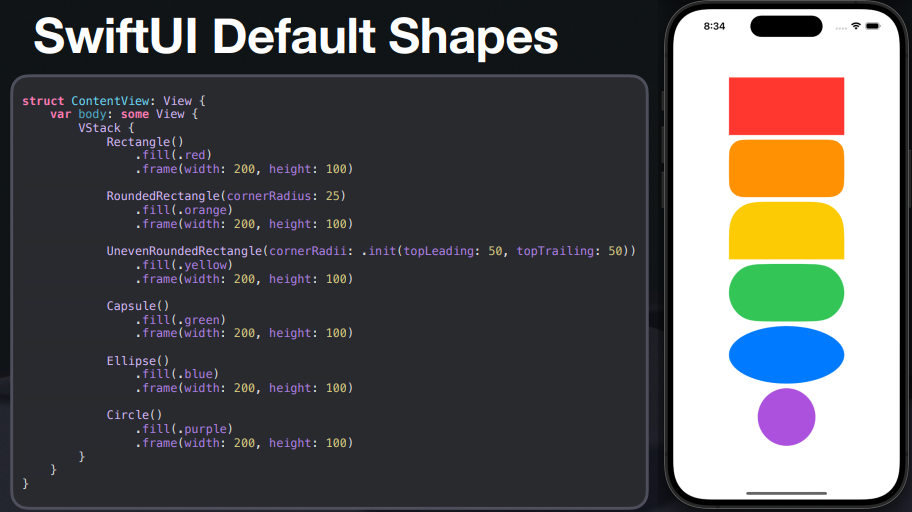 SwiftUI Default Shapes
struct ContentView: View {
    var body: some View {
        VStack {
            Rectangle()
                .fill(.red)
                .frame(width: 200, height: 100)
            RoundedRectangle(cornerRadius: 25)
                .fill(.orange)
                .frame(width: 200, height: 100)
            UnevenRoundedRectangle(cornerRadii: .init(topLeading: 50, topTrailing: 50))
                .fill(.yellow)
                .frame(width: 200, height: 100)
            Capsule()
                .fill(.green)
                .frame(width: 200, height: 100)
            Ellipse()
                .fill(.blue)
                .frame(width: 200, height: 100)
            Circle()
                .fill(.purple)
                .frame(width: 200, height: 100)
        }
    }
}
8:34